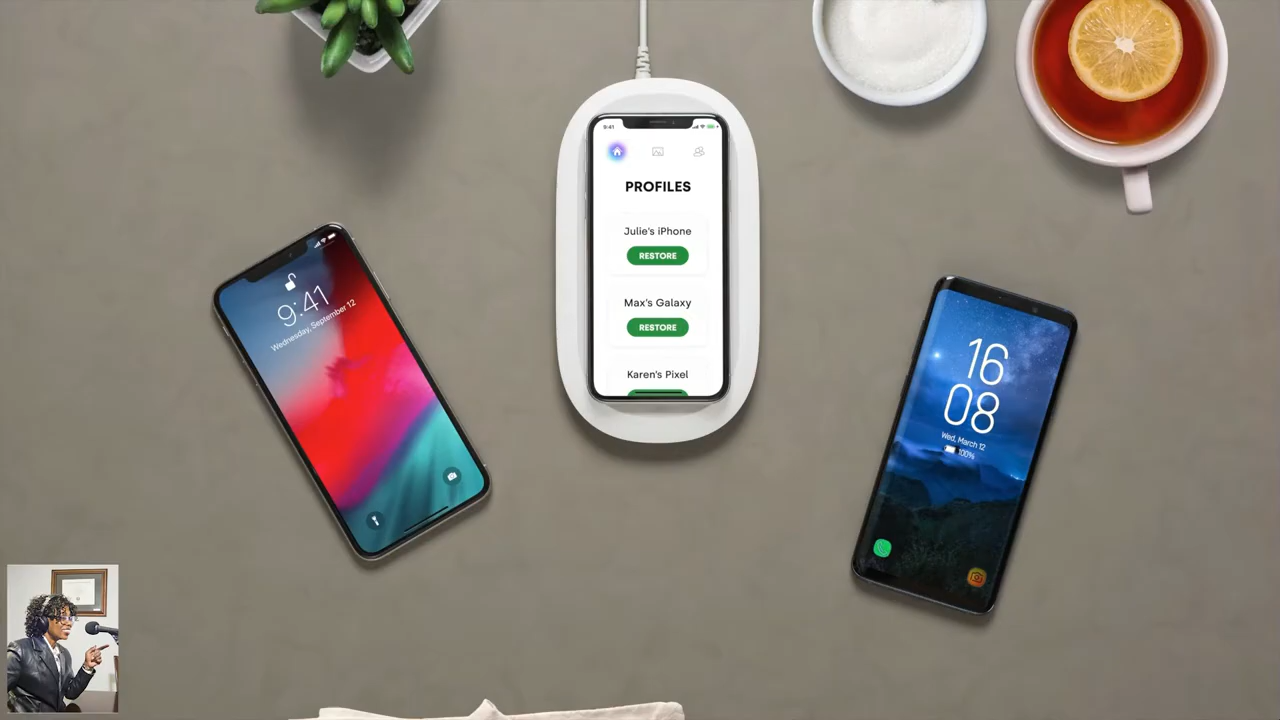 9:41
PROFILES
Julie's iPhone
RESTORE
Max's Galaxy
RESTORE
Karen's Pixel
9:41
Wednesday, September 12
16
08
Wed, March 12
100%